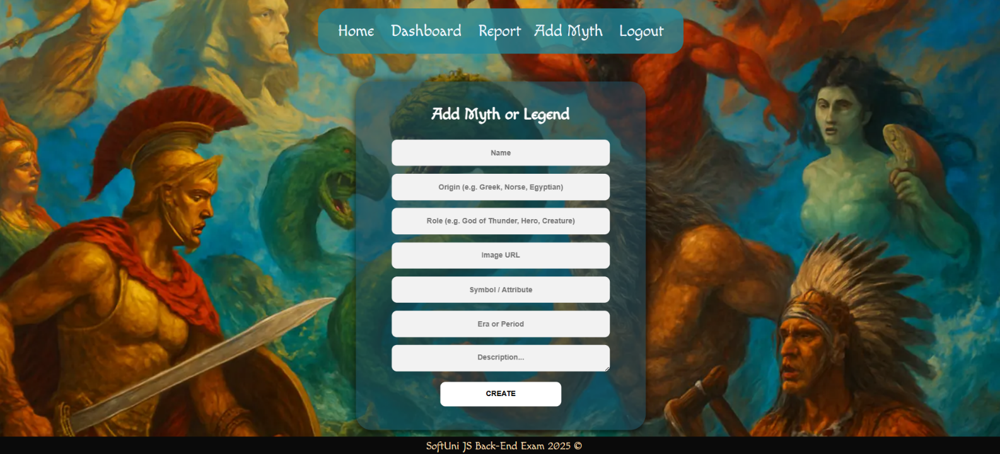 Home Dashboard Report Add Myth Logout
Add Myth or Legend
Name
Origin (e.g. Greek, Norse, Egyptian)
Role (e.g. God of Thunder, Hero, Creature)
Image URL
Symbol / Attribute
Era or Period
Description...
CREATE
SoftUni JS Back-End Exam 2025 ©